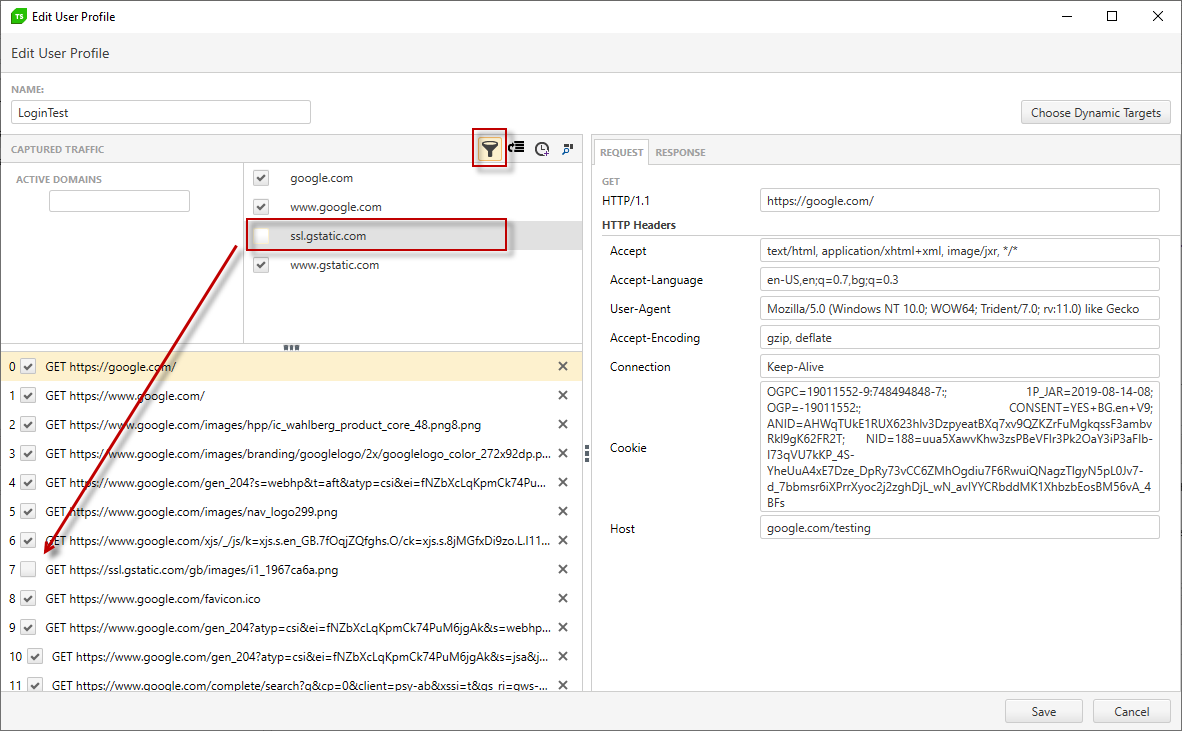 TS Edit User Profile
Edit User Profile
NAME:
LoginTest
Choose Dynamic Targets
CAPTURED TRAFFIC
ACTIVE DOMAINS
google.com
www.google.com
ssl.gstatic.com
www.gstatic.com
0 GET https://google.com/
1 GET https://www.google.com/
2 GET https://www.google.com/images/hpp/ic_wahlberg_product_core_48.png8.png
3 GET https://www.google.com/images/branding/googlelogo/2x/googlelogo_color_272x92dp.p...
4 GET https://www.google.com/gen_204?s=webhp&t=aft&atyp=csi&ei=fNZbXcLqKpmCk74Pu...
5 GET https://www.google.com/images/nav_logo299.png
6 GET https://www.google.com/xjs/_/js/k=xjs.s.en_GB.7fOqjZQfghs.O/ck=xjs.s.8jMGfxDi9zo.L.I11...
7 GET https://ssl.gstatic.com/gb/images/i1_1967ca6a.png
8 GET https://www.google.com/favicon.ico
9 GET https://www.google.com/gen_204?atyp=csi&ei=fNZbXcLqKpmCk74PuM6jgAk&s=webhp...
10 GET https://www.google.com/gen_204?atyp=csi&ei=fNZbXcLqKpmCk74PuM6jgAk&s=jsa&j...
11 GET https://www.google.com/complete/search?q&cp=0&client=psy-ab&xssi=t&gs_ri=gws-...
REQUEST RESPONSE
GET
HTTP/1.1 https://google.com/
HTTP Headers
Accept text/html, application/xhtml+xml, image/jxr, */*
Accept-Language en-US,en;q=0.7,bg;q=0.3
User-Agent Mozilla/5.0 (Windows NT 10.0; WOW64; Trident/7.0; rv:11.0) like Gecko
Accept-Encoding gzip, deflate
Connection Keep-Alive
Cookie
OGPC=19011552-9:748494848-7:; 1P_JAR=2019-08-14-08;
OGP=-19011552:; CONSENT=YES+BG.en+V9;
ANID=AHWqTUkE1RUX623hlv3DzpyeatBXq7xv9QZKZrFuMgkqssF3ambv
RkI9gK62FR2T; NID=188=uua5XawvKhw3zsPBeVFIr3Pk2OaY3iP3aFIb-
I73qVU7kKP_4S-
YheUuA4xE7Dze_DpRy73vCC6ZMhOgdiu7F6RwuiQNagzTlgyN5pL0Jv7-
d_7bbmsr6iXPrrXyoc2j2zghDjL_wN_avIYYCRbddMK1XhbzbEosBM56vA_4
BFs
Host google.com/testing
Save Cancel